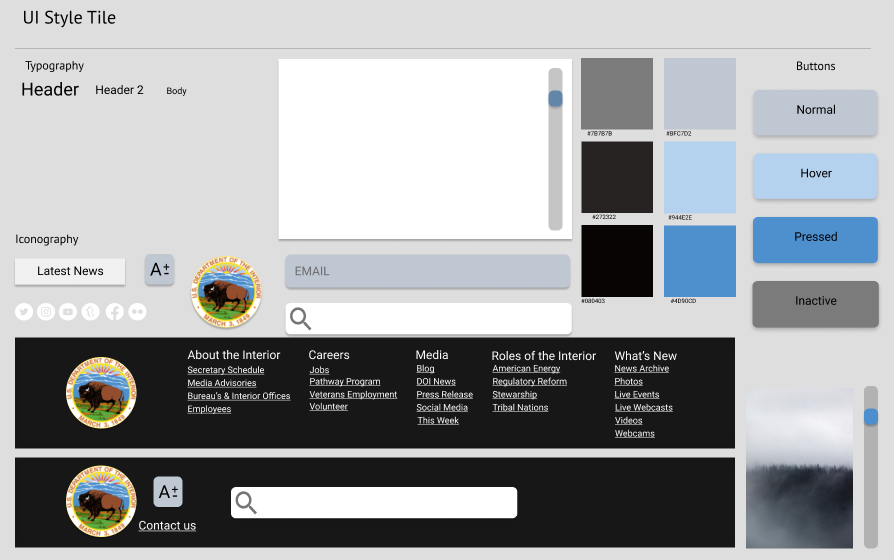 UI Style Tile
Typography
Header Header 2 Body
#7B7B7B
#BFC7D2
#272322
#944E2E
#030403
#4D90CD
Buttons
Normal
Hover
Pressed
Inactive
Iconography
Latest News
A±
U.S. DEPARTMENT OF THE INTERIOR
MARCH 3, 1849
EMAIL
U.S. DEPARTMENT OF THE INTERIOR
MARCH 3, 1849
About the Interior
Secretary Schedule
Media Advisories
Bureau's & Interior Offices
Employees
Careers
Jobs
Pathway Program
Veterans Employment
Volunteer
Media
Blog
DOI News
Press Release
Social Media
This Week
Roles of the Interior
American Energy
Regulatory Reform
Stewarship
Tribal Nations
What's New
News Archive
Photos
Live Events
Live Webcasts
Videos
Webcams
U.S. DEPARTMENT OF THE INTERIOR
MARCH 3, 1849
A±
Contact us